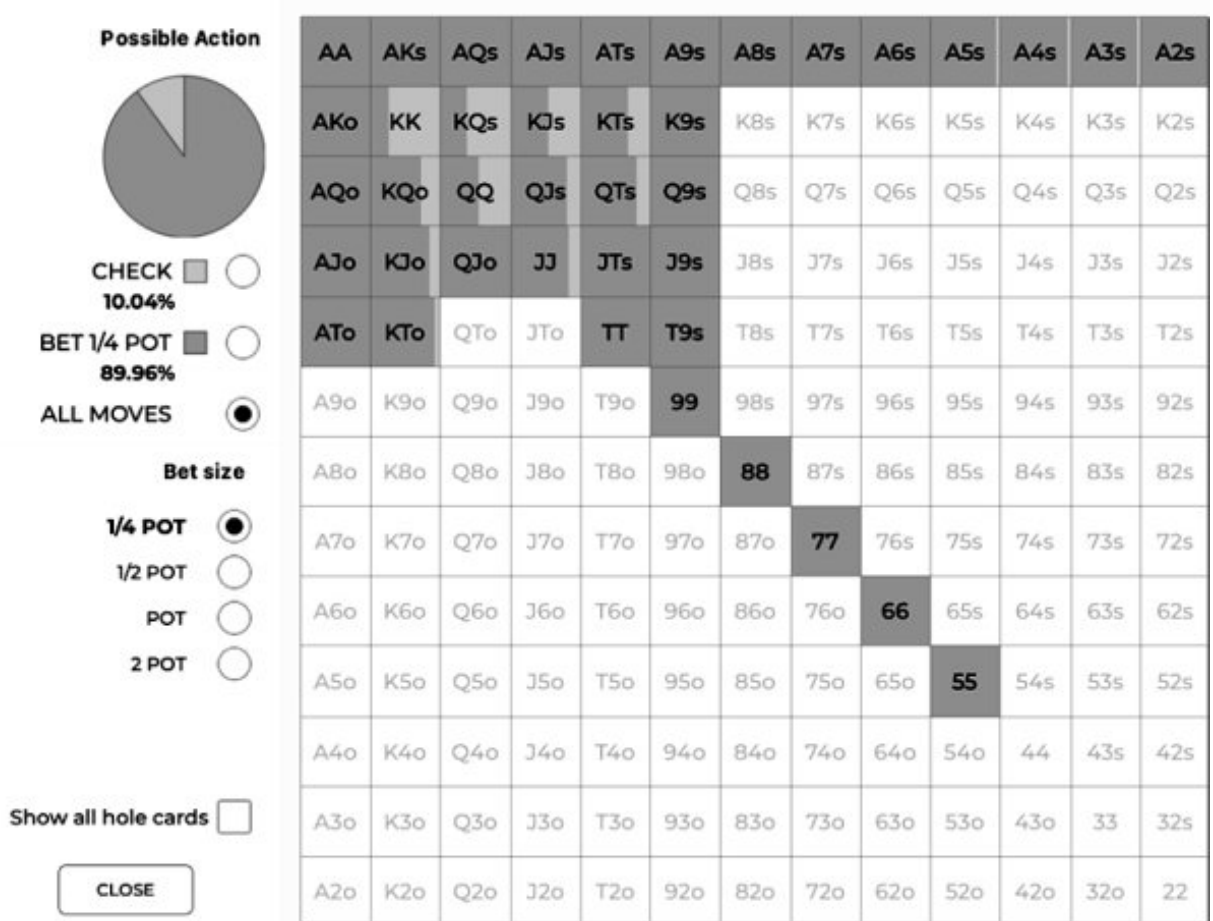 Possible Action
CHECK
10.04%
BET 1/4 POT
89.96%
ALL MOVES
Bet size
1/4 POT
1/2 POT
POT
2 POT
Show all hole cards
CLOSE
AA AKs AQs AJs ATs A9s A8s A7s A6s A5s A4s A3s A2s
AKo KK KQs KJs KTs K9s K8s K7s K6s K5s K4s K3s K2s
AQo KQo QQ QJs QTs Q9s Q8s Q7s Q6s Q5s Q4s Q3s Q2s
AJo KJo QJo JJ JTs J9s J8s J7s J6s J5s J4s J3s J2s
ATo KTo QTo JTo TT T9s T8s T7s T6s T5s T4s T3s T2s
A9o K9o Q9o J9o T9o 99 98s 97s 96s 95s 94s 93s 92s
A8o K8o Q8o J8o T8o 98o 88 87s 86s 85s 84s 83s 82s
A7o K7o Q7o J7o T7o 97o 87o 77 76s 75s 74s 73s 72s
A6o K6o Q6o J6o T6o 96o 86o 76o 66 65s 64s 63s 62s
A5o K5o Q5o J5o T5o 95o 85o 75o 65o 55 54s 53s 52s
A4o K4o Q4o J4o T4o 94o 84o 74o 64o 54o 44 43s 42s
A3o K3o Q3o J3o T3o 93o 83o 73o 63o 53o 43o 33 32s
A2o K2o Q2o J2o T2o 92o 82o 72o 62o 52o 42o 32o 22